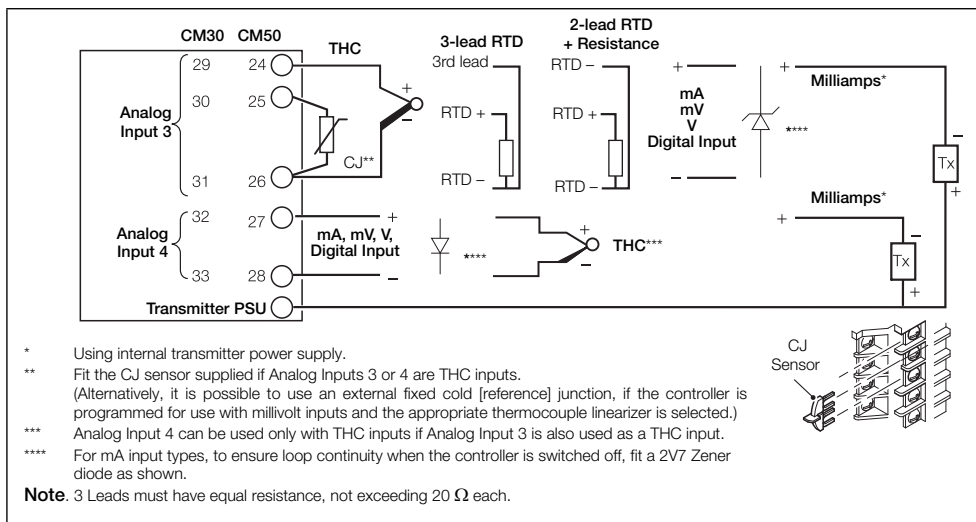 CM30 CM50 THC 3-lead RTD 2-lead RTD
+ Resistance
29 24 3rd lead RTD – + + Milliamps*
30 25 + RTD + RTD + mA
mV
V
Digital Input ****
Analog
Input 3
– CJ** – Tx
31 26 RTD – RTD – – Milliamps* +
32 27 + + + –
Analog
Input 4
mA, mV, V,
Digital Input **** THC*** Tx
33 28 – – +
Transmitter PSU
CJ
Sensor
* Using internal transmitter power supply.
** Fit the CJ sensor supplied if Analog Inputs 3 or 4 are THC inputs.
(Alternatively, it is possible to use an external fixed cold [reference] junction, if the controller is
programmed for use with millivolt inputs and the appropriate thermocouple linearizer is selected.)
*** Analog Input 4 can be used only with THC inputs if Analog Input 3 is also used as a THC input.
**** For mA input types, to ensure loop continuity when the controller is switched off, fit a 2V7 Zener
diode as shown.
Note. 3 Leads must have equal resistance, not exceeding 20 Ω each.